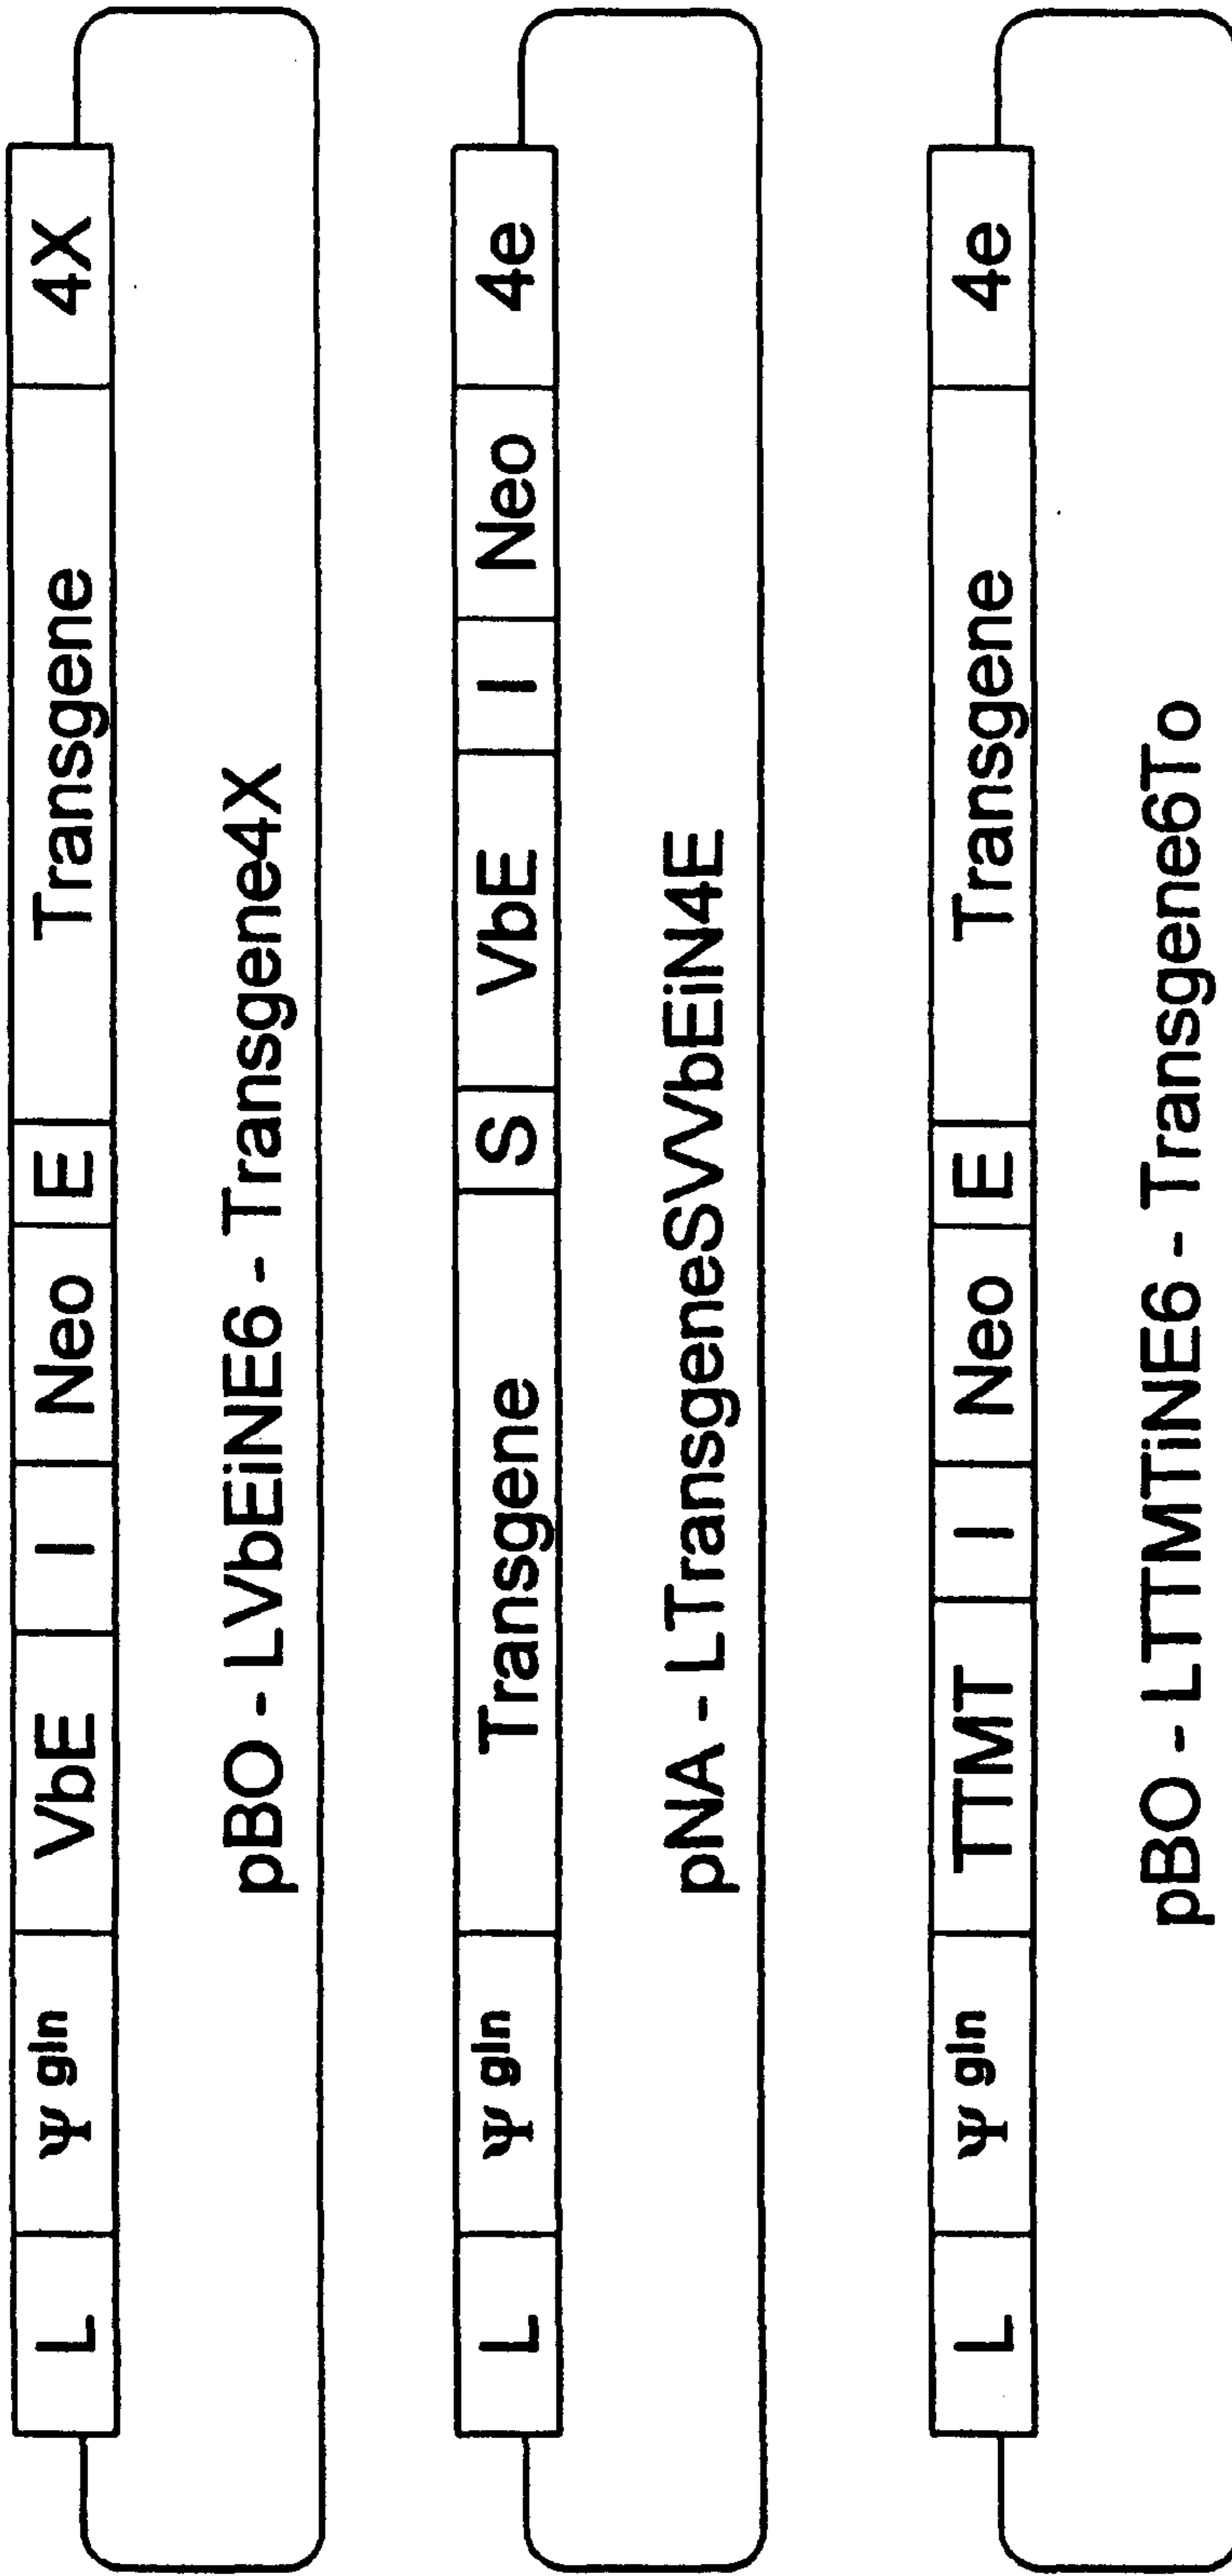 L Ψ gln VbE I Neo E Transgene 4X
pBO - LVbEiNE6 - Transgene4X
L Ψ gln Transgene S VbE I Neo 4e
pNA - LTransgeneSVVbEiN4E
L Ψ gln TTMT I Neo E Transgene 4e
pBO - LTTMTiNE6 - Transgene6To